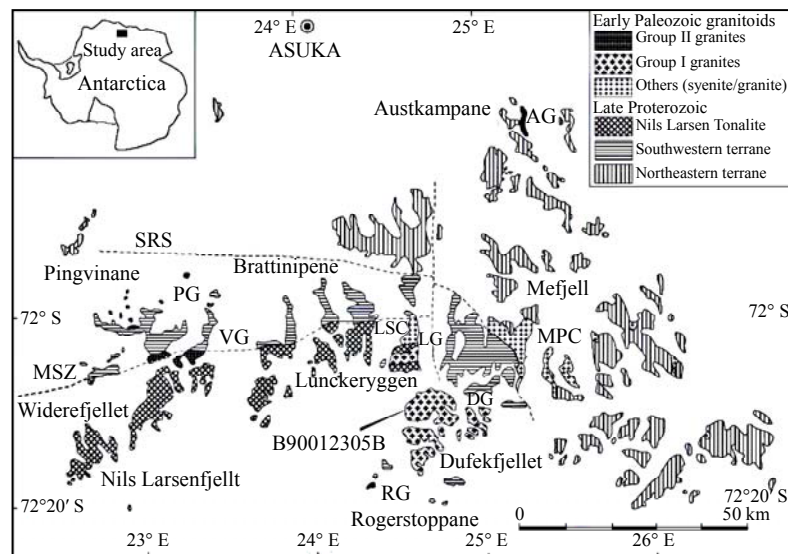 24° E
25° E
ASUKA
Study area
Antarctica
Early Paleozoic granitoids
Group II granites
Group I granites
Others (syenite/granite)
Late Proterozoic
Nils Larsen Tonalite
Southwestern terrane
Northeastern terrane
Austkampane
AG
SRS
Pingvinane
Brattinipene
Mefjell
PG
72° S
72° S
VG
LSC
LG
MPC
MSZ
Lunckeryggen
Widerefjellet
DG
B90012305B
Nils Larsenfjellt
Dufekfjellet
72°20′ S
RG
72°20′ S
Rogerstoppane
0
50 km
23° E
24° E
25° E
26° E